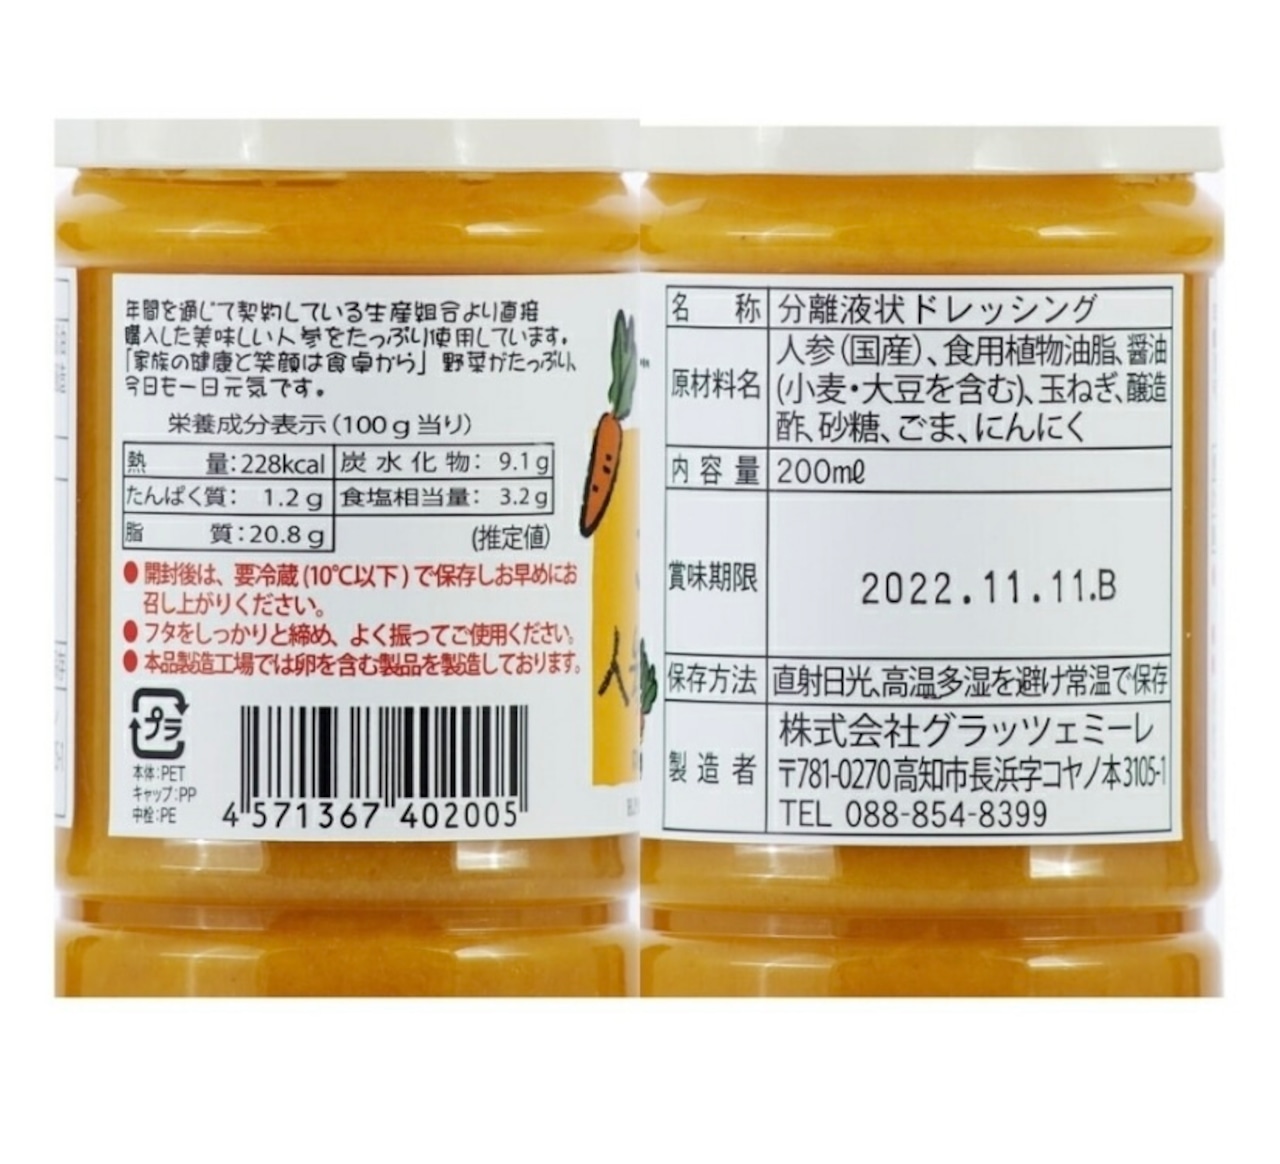 年間を通じて契約している生産組合より直接
購入した美味しい人参をたっぷり使用しています。
「家族の健康と笑顔は食卓から」野菜がたっぷり、
今日も一日元気です。
栄養成分表示(100g当り)
熱量:228kcal 炭水化物: 9.1g
たんぱく質: 1.2g 食塩相当量: 3.2g
脂質:20.8g (推定値)
● 開封後は、要冷蔵(10℃以下)で保存しお早めにお
召し上がりください。
● フタをしっかりと締め、よく振ってご使用ください。
● 本品製造工場では卵を含む製品を製造しております。
プラ
本体:PET
キャップ:PP
中栓:PE
4571367402005
人
名称 分離液状ドレッシング
原材料名 人参(国産)、食用植物油脂、醤油
(小麦・大豆を含む)、玉ねぎ、醸造
酢、砂糖、ごま、にんにく
内容量 200mℓ
賞味期限 2022.11.11.B
保存方法 直射日光、高温多湿を避け常温で保存
製造者 株式会社グラッツェミーレ
〒781-0270高知市長浜字コヤノ本3105-1
TEL 088-854-8399